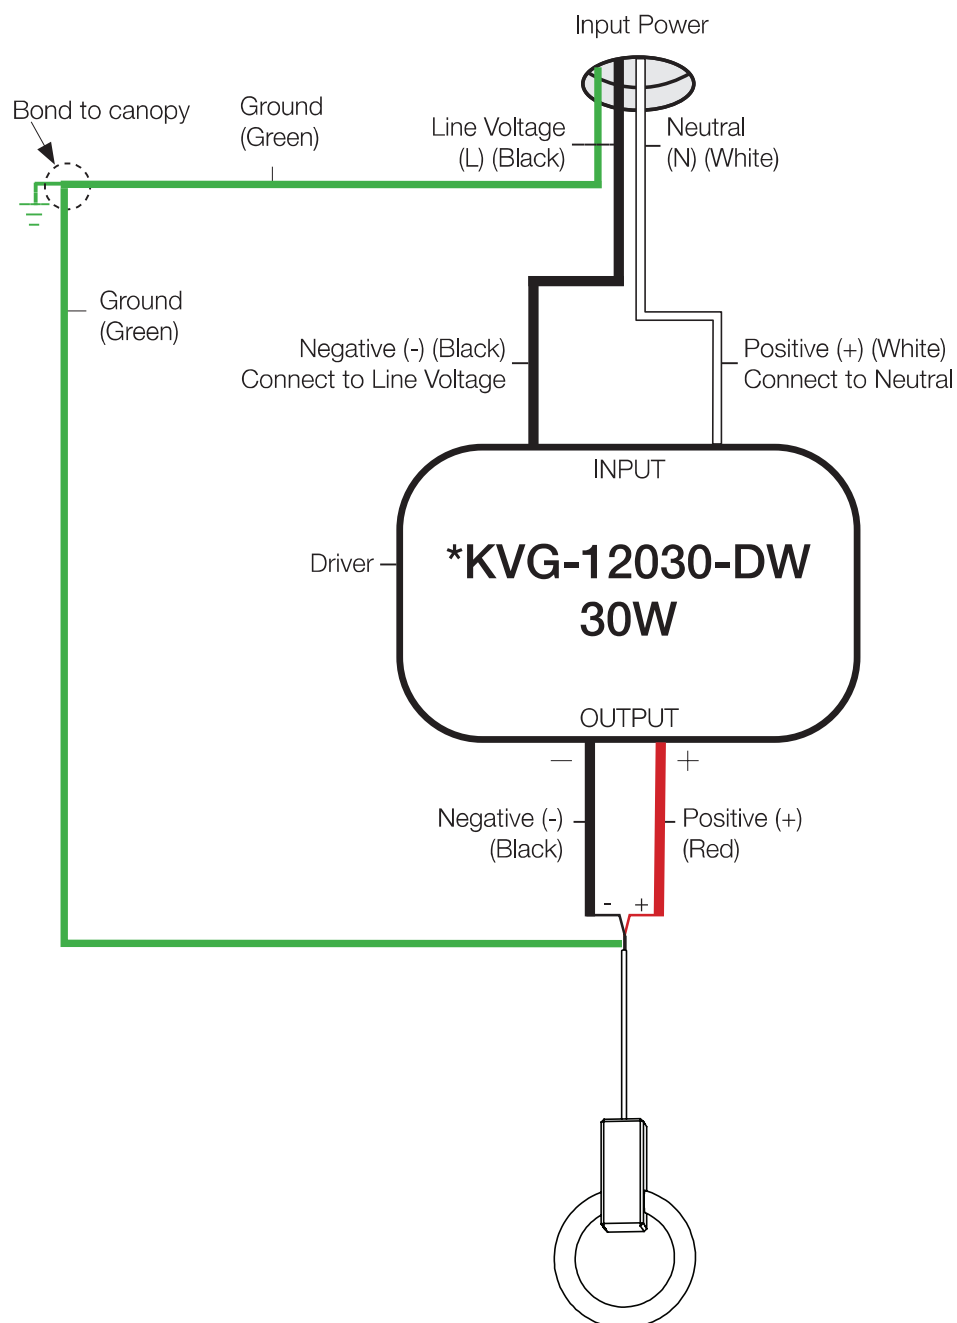 Input Power
Bond to canopy
Ground
(Green)
Line Voltage
(L) (Black)
Neutral
(N) (White)
Ground
(Green)
Negative (-) (Black)
Connect to Line Voltage
Positive (+) (White)
Connect to Neutral
INPUT
Driver
*KVG-12030-DW
30W
OUTPUT
— +
Negative (-)
(Black)
Positive (+)
(Red)
- +